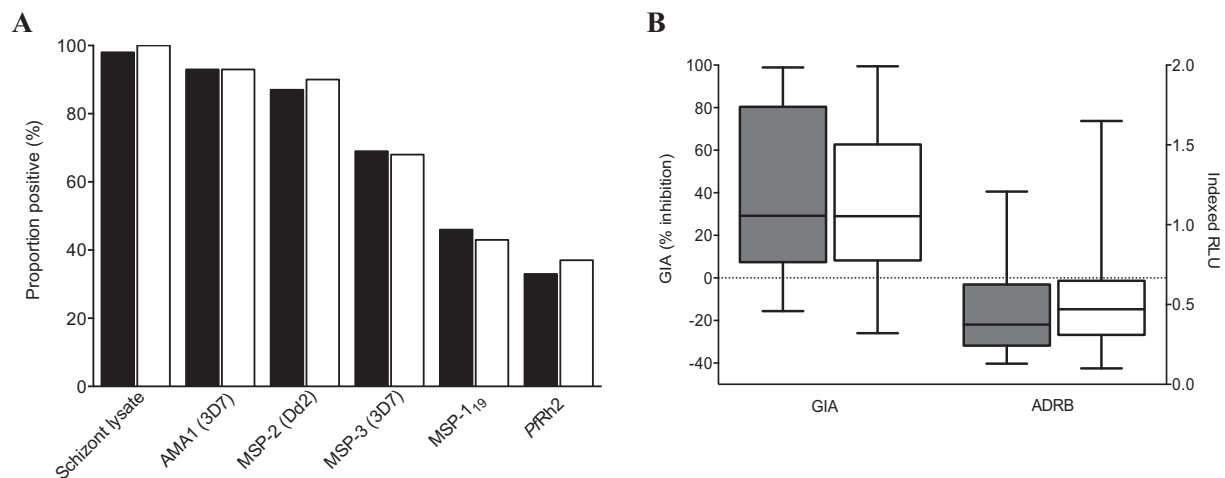 A
Proportion positive (%)
100
80
60
40
20
0
Schizont lysate
AMA1 (3D7)
MSP-2 (Dd2)
MSP-3 (3D7)
MSP-1₁₉
PfRh2
B
GIA (% inhibition)
100
80
60
40
20
0
-20
-40
GIA
ADRB
2.0
1.5
1.0
0.5
0.0
Indexed RLU